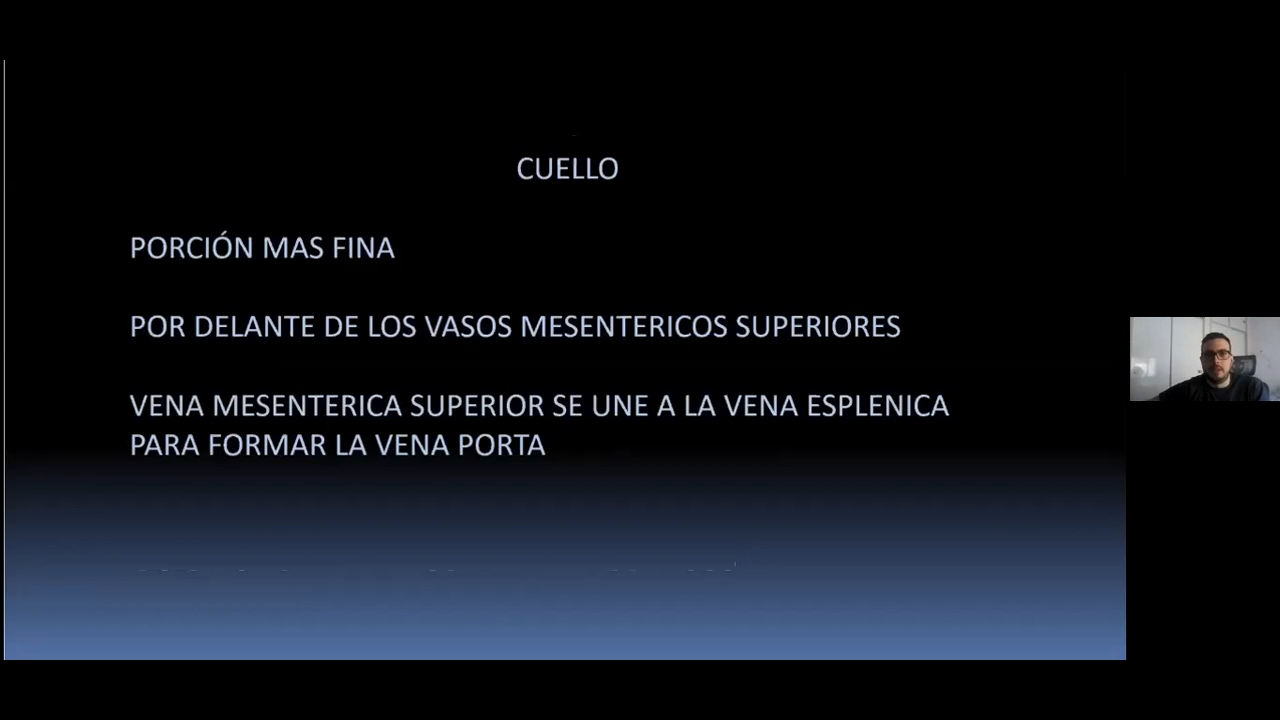 CUELLO
PORCIÓN MAS FINA
POR DELANTE DE LOS VASOS MESENTERICOS SUPERIORES
VENA MESENTERICA SUPERIOR SE UNE A LA VENA ESPLENICA
PARA FORMAR LA VENA PORTA